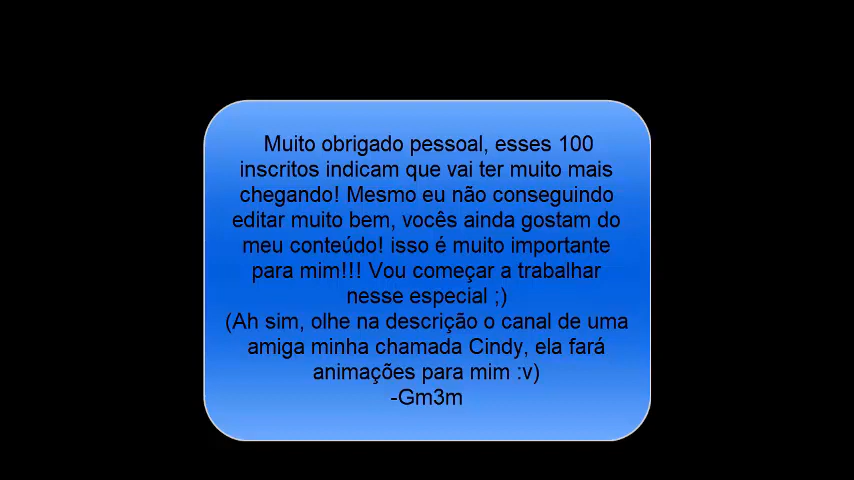 Muito obrigado pessoal, esses 100
inscritos indicam que vai ter muito mais
chegando! Mesmo eu não conseguindo
editar muito bem, vocês ainda gostam do
meu conteúdo! isso é muito importante
para mim!!! Vou começar a trabalhar
nesse especial ;)
(Ah sim, olhe na descrição o canal de uma
amiga minha chamada Cindy, ela fará
animações para mim :v)
-Gm3m